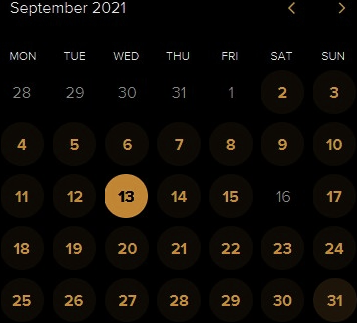 September 2021
MON TUE WED THU FRI SAT SUN
28 29 30 31 1 2 3
4 5 6 7 8 9 10
11 12 13 14 15 16 17
18 19 20 21 22 23 24
25 26 27 28 29 30 31